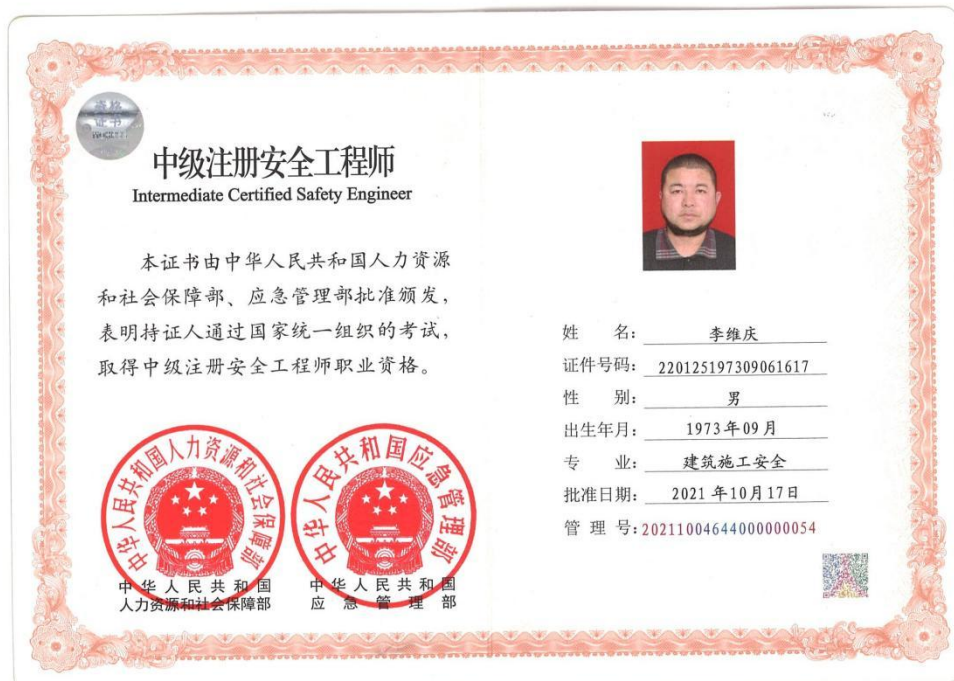 资格
证书
中级注册安全工程师
Intermediate Certified Safety Engineer
本证书由中华人民共和国人力资源
和社会保障部、应急管理部批准颁发，
表明持证人通过国家统一组织的考试，
取得中级注册安全工程师职业资格。
中华人民共和国人力资源和社会保障部
中华人民共和国
人力资源和社会保障部
中华人民共和国应急管理部
中华人民共和国
应急管理部
姓 名： 李维庆
证件号码： 220125197309061617
性 别： 男
出生年月： 1973年09月
专 业： 建筑施工安全
批准日期： 2021年10月17日
管 理 号：20211004644000000054